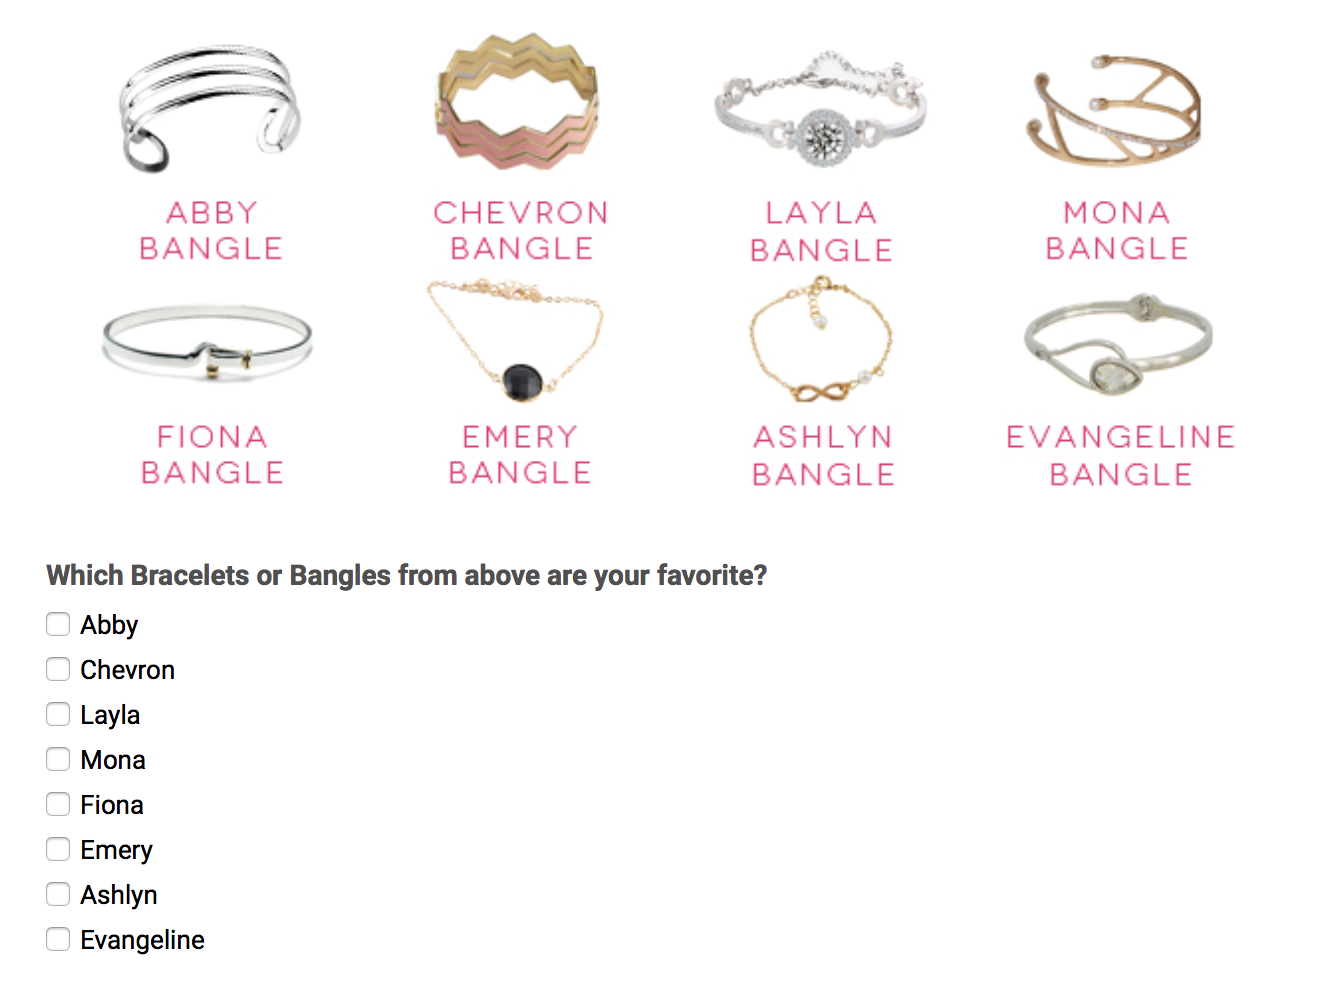 ABBY
BANGLE
CHEVRON
BANGLE
LAYLA
BANGLE
MONA
BANGLE
FIONA
BANGLE
EMERY
BANGLE
ASHLYN
BANGLE
EVANGELINE
BANGLE
Which Bracelets or Bangles from above are your favorite?
Abby
Chevron
Layla
Mona
Fiona
Emery
Ashlyn
Evangeline